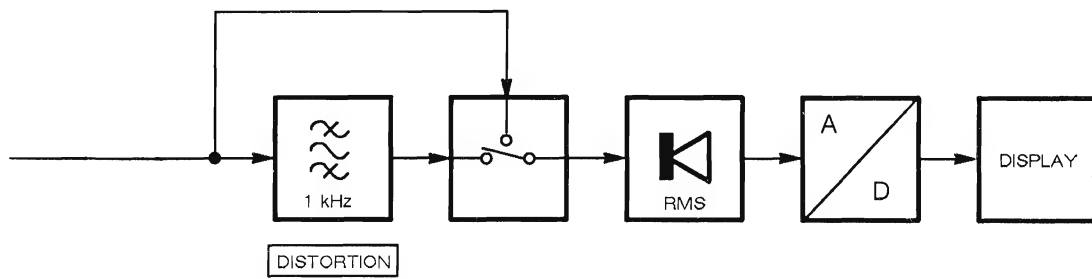 1 kHz
RMS
A
D
DISPLAY
DISTORTION